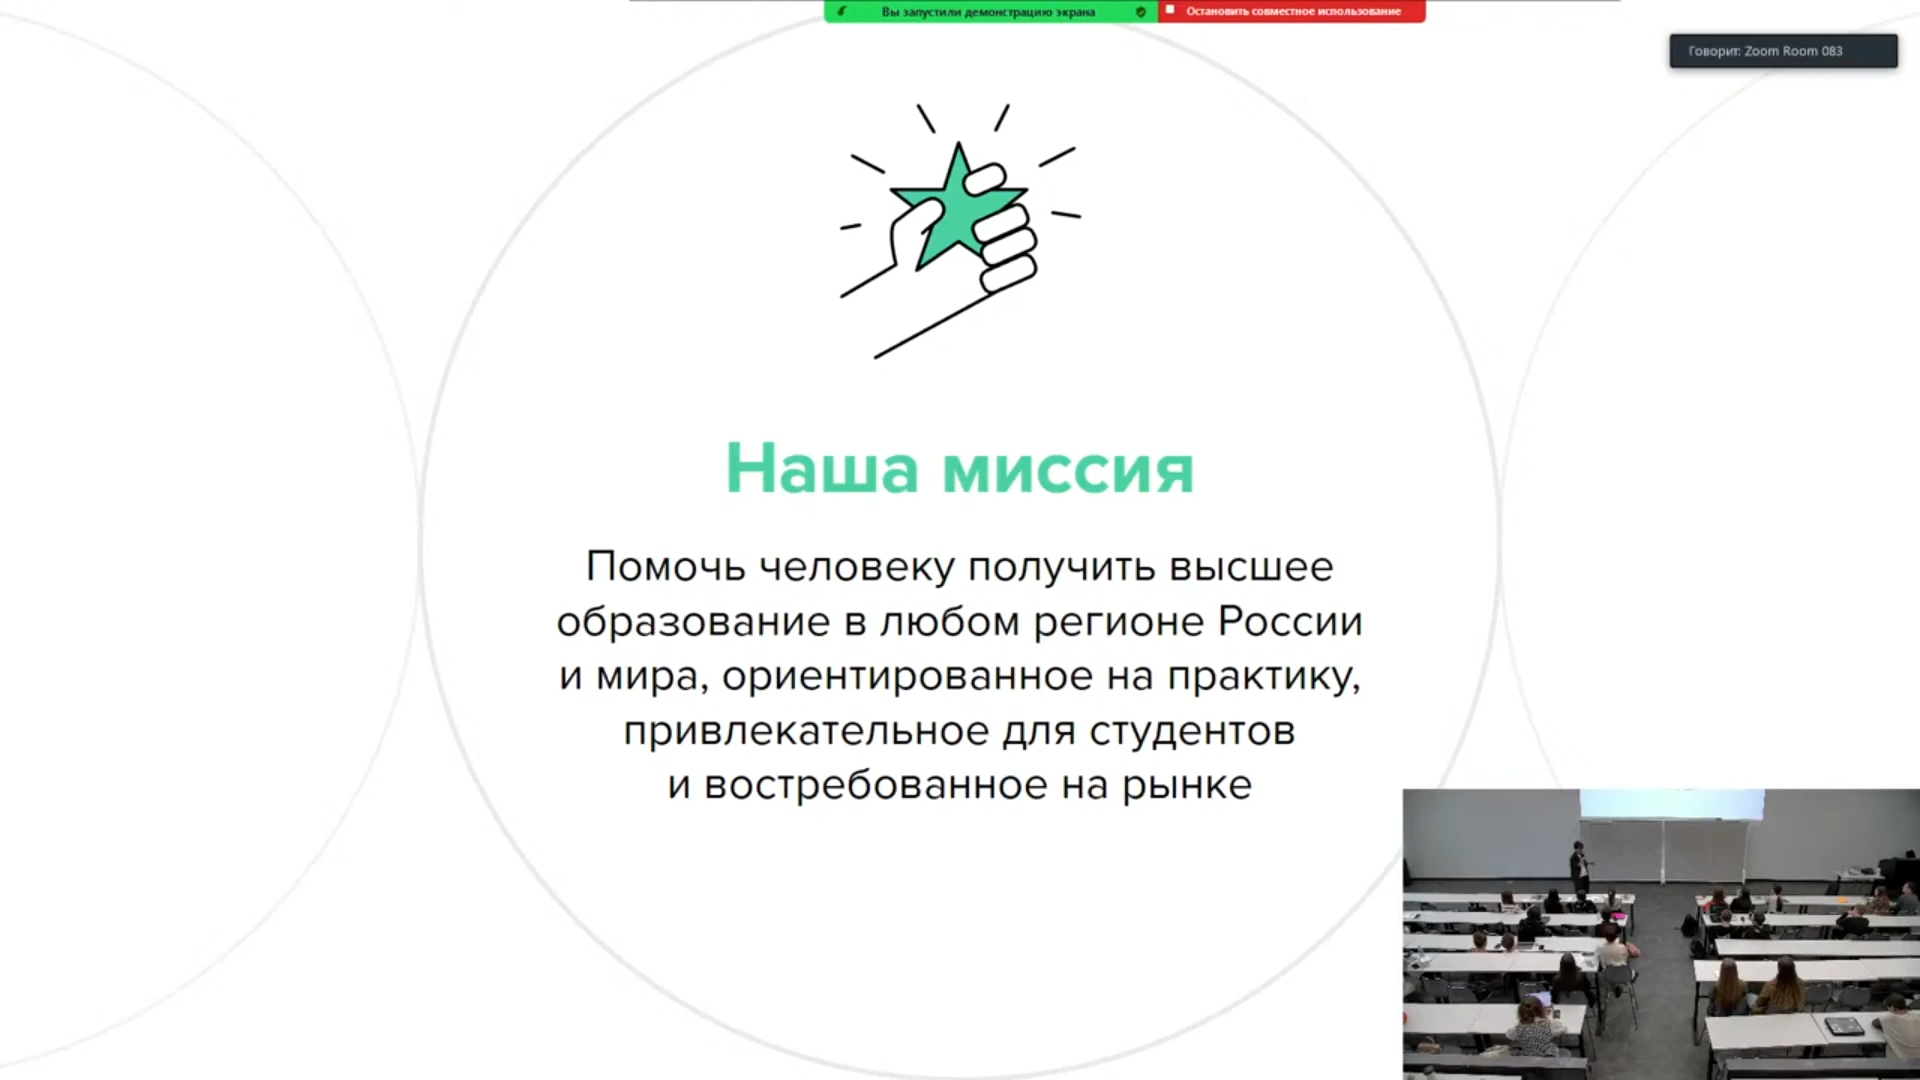 Вы запустили демонстрацию экрана
Остановить совместное использование
Говорит: Zoom Room 083
Наша миссия
Помочь человеку получить высшее
образование в любом регионе России
и мира, ориентированное на практику,
привлекательное для студентов
и востребованное на рынке